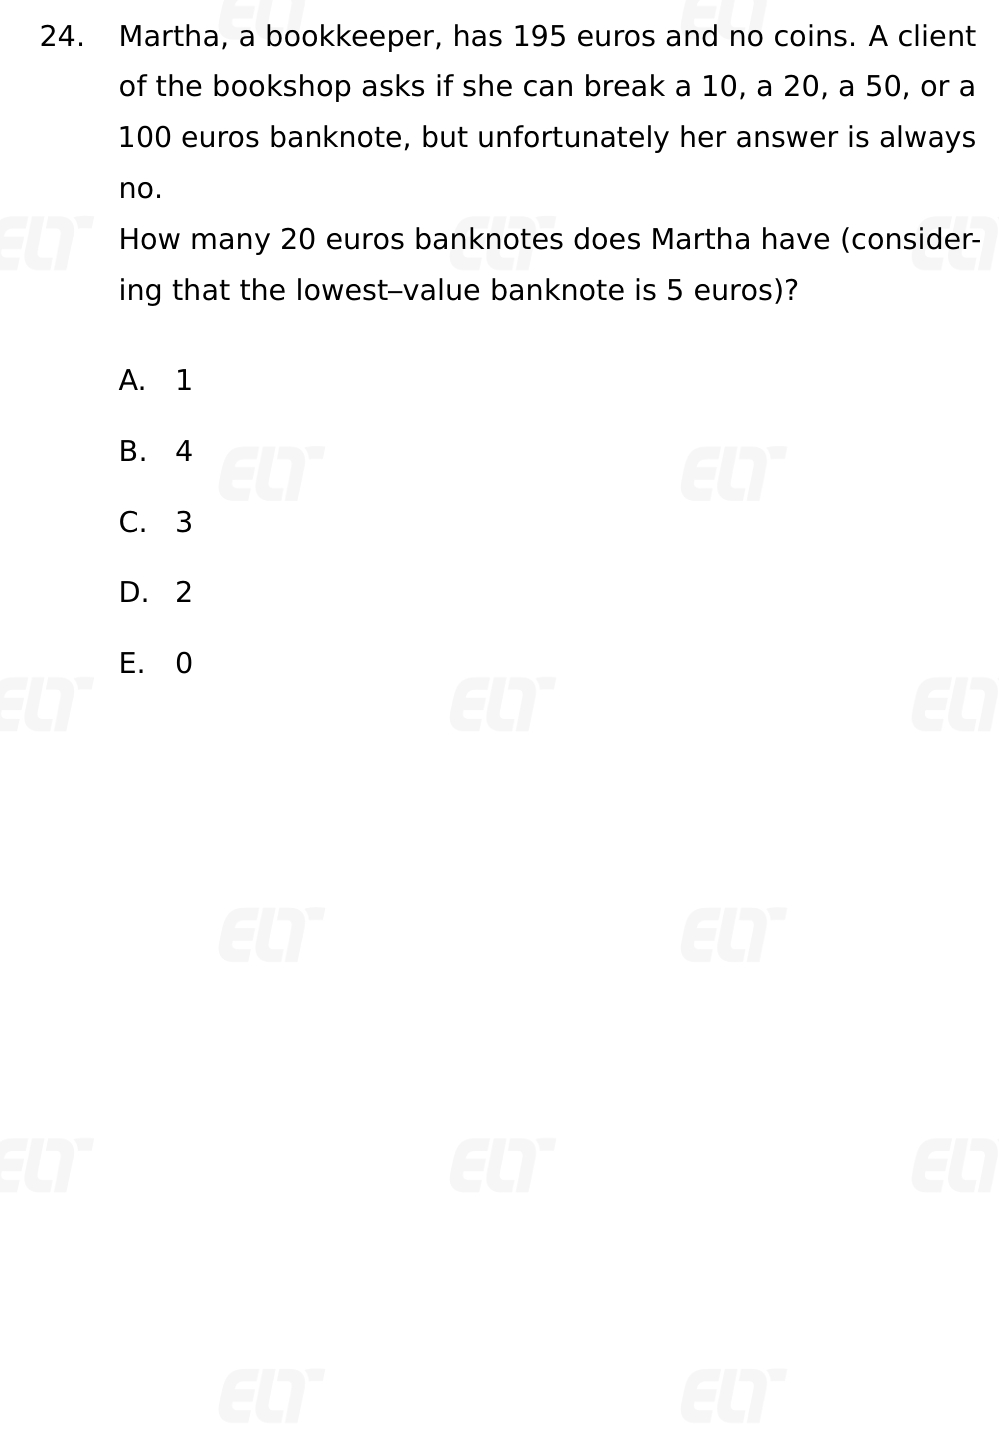 24. Martha, a bookkeeper, has 195 euros and no coins. A client
of the bookshop asks if she can break a 10, a 20, a 50, or a
100 euros banknote, but unfortunately her answer is always
no.
How many 20 euros banknotes does Martha have (consider-
ing that the lowest–value banknote is 5 euros)?
A. 1
B. 4
C. 3
D. 2
E. 0